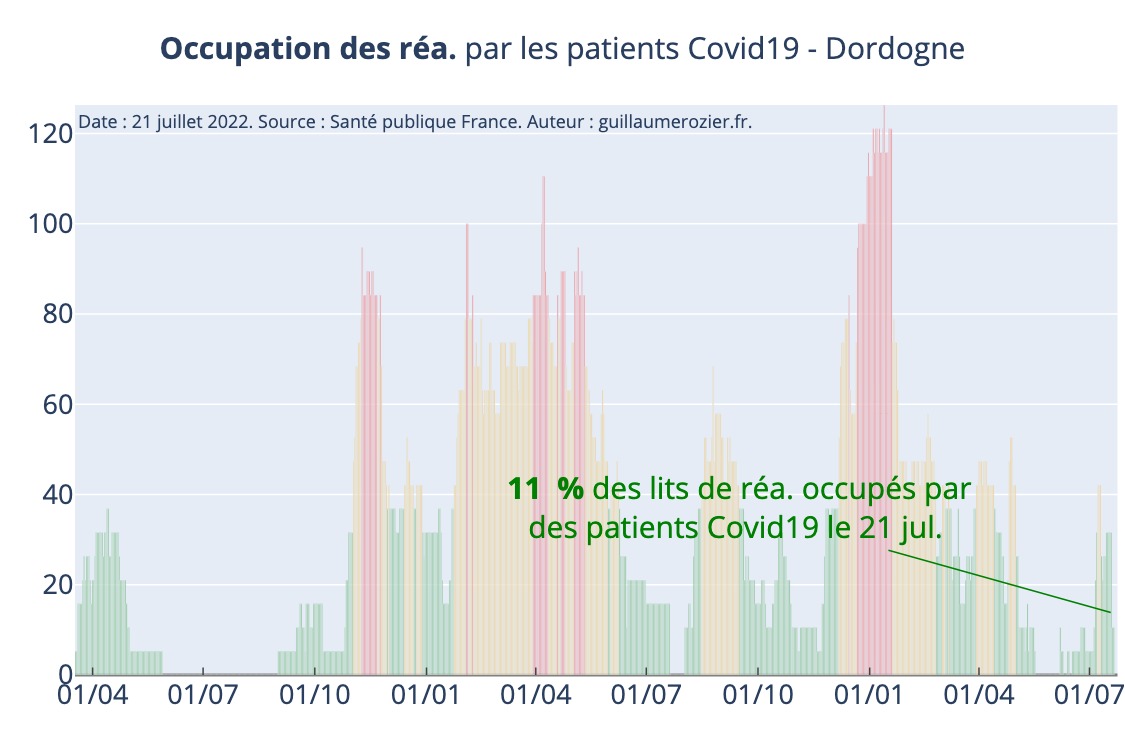 Occupation des réa. par les patients Covid19 - Dordogne
Date : 21 juillet 2022. Source : Santé publique France. Auteur : guillaumerozier.fr.
120
100
80
60
40
20
0
11 % des lits de réa. occupés par
des patients Covid19 le 21 jul.
01/04 01/07 01/10 01/01 01/04 01/07 01/10 01/01 01/04 01/07